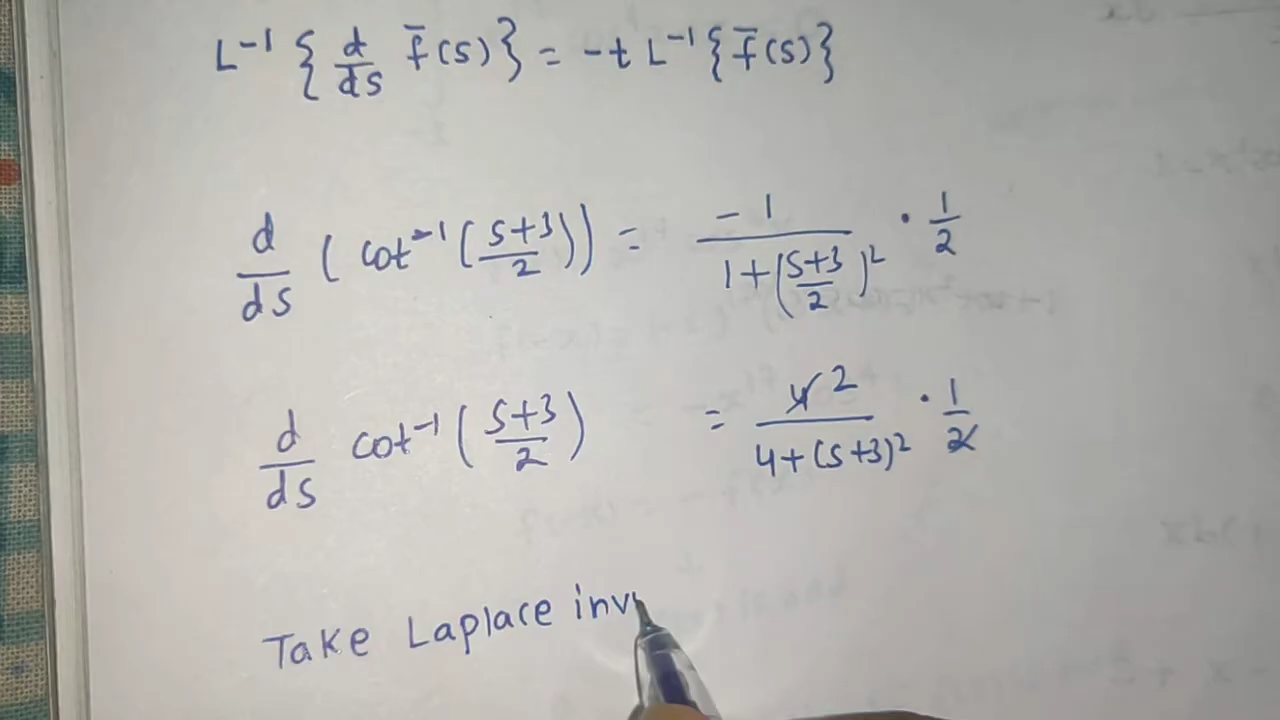 L⁻¹ { d/ds f̄(s) } = -t L⁻¹ { f̄(s) }
d/ds ( cot⁻¹ ( (s+3)/2 ) ) = -1 / ( 1 + ( (s+3)/2 )² ) · 1/2
d/ds cot⁻¹ ( (s+3)/2 ) = 4̸ 2 / ( 4+(s+3)² ) · 1/2̸
Take Laplace inv